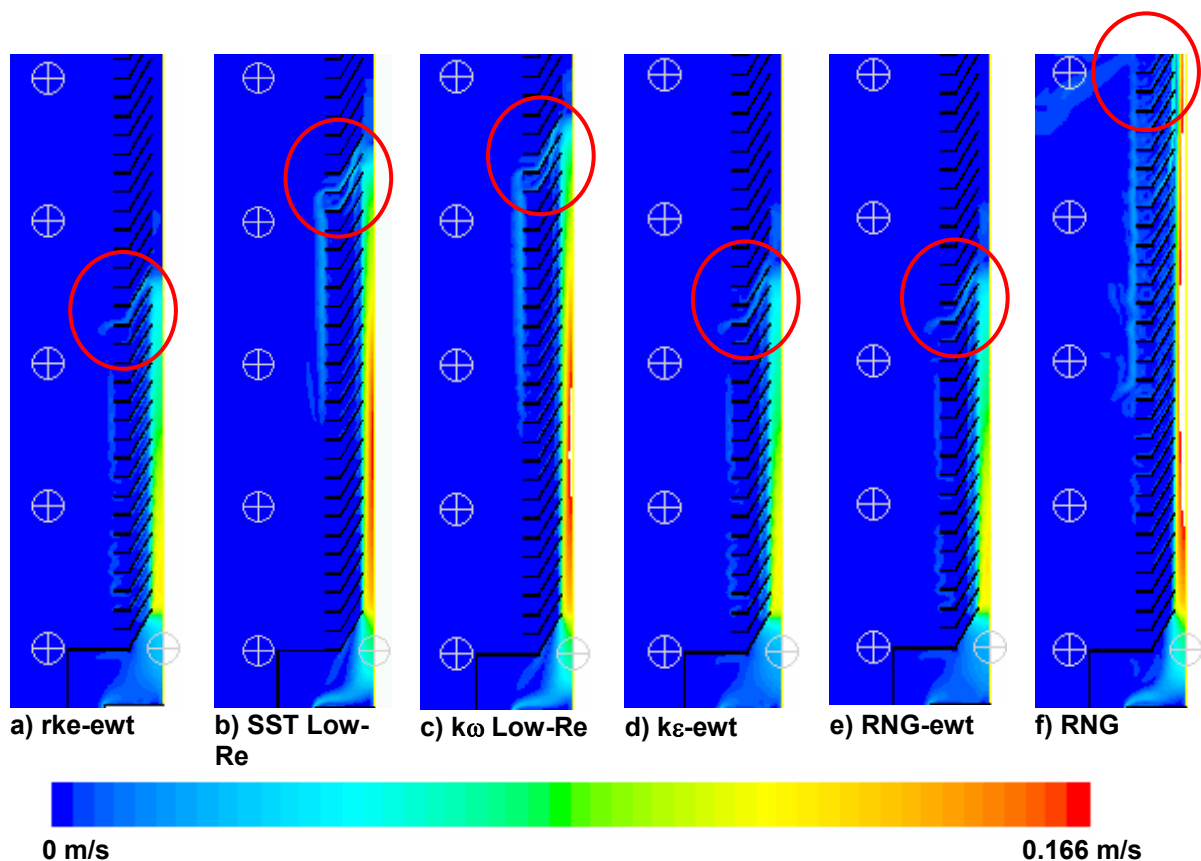 a) rke-ewt
b) SST Low-
Re
c) kω Low-Re
d) kε-ewt
e) RNG-ewt
f) RNG
0 m/s
0.166 m/s